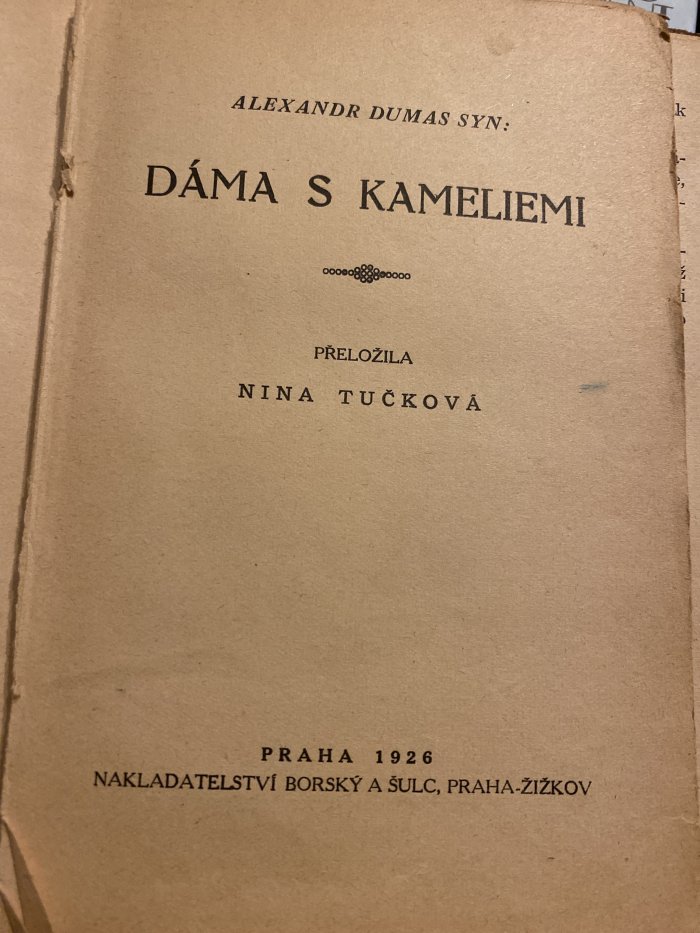 ALEXANDR DUMAS SYN:
DÁMA S KAMELIEMI
PŘELOŽILA
NINA TUČKOVÁ
PRAHA 1926
NAKLADATELSTVÍ BORSKÝ A ŠULC, PRAHA-ŽIŽKOV